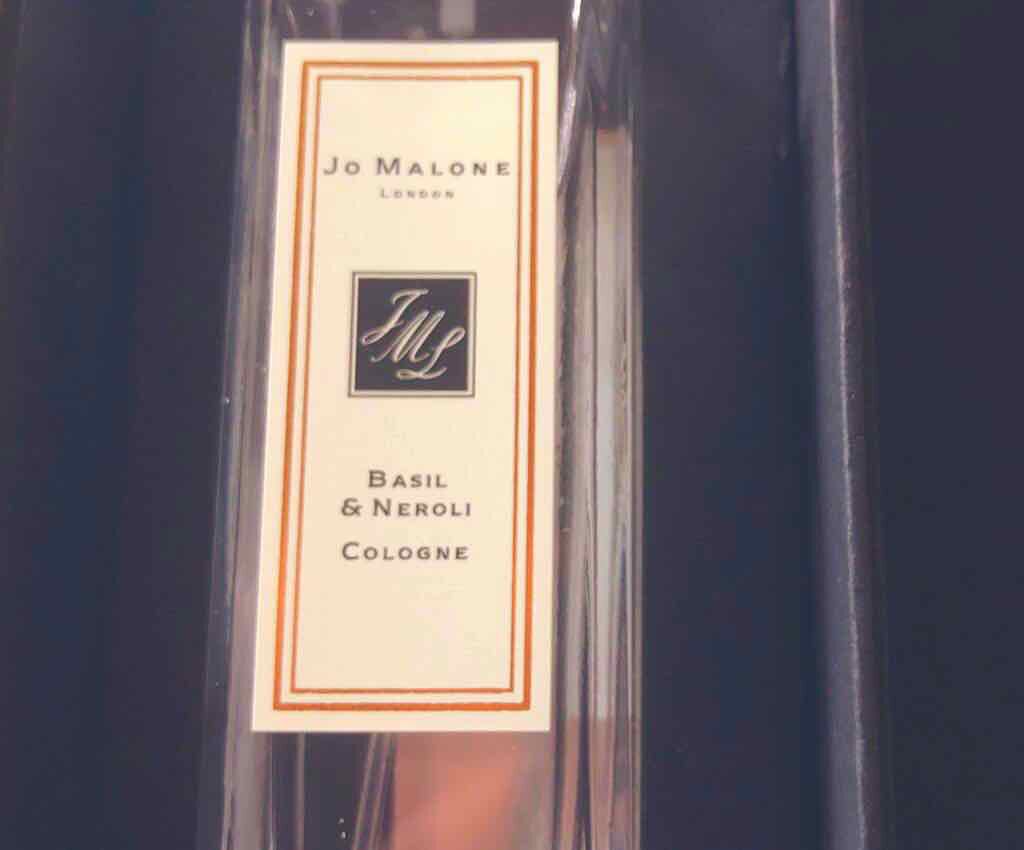 Jo Malone
London
JML
Basil
& Neroli
Cologne